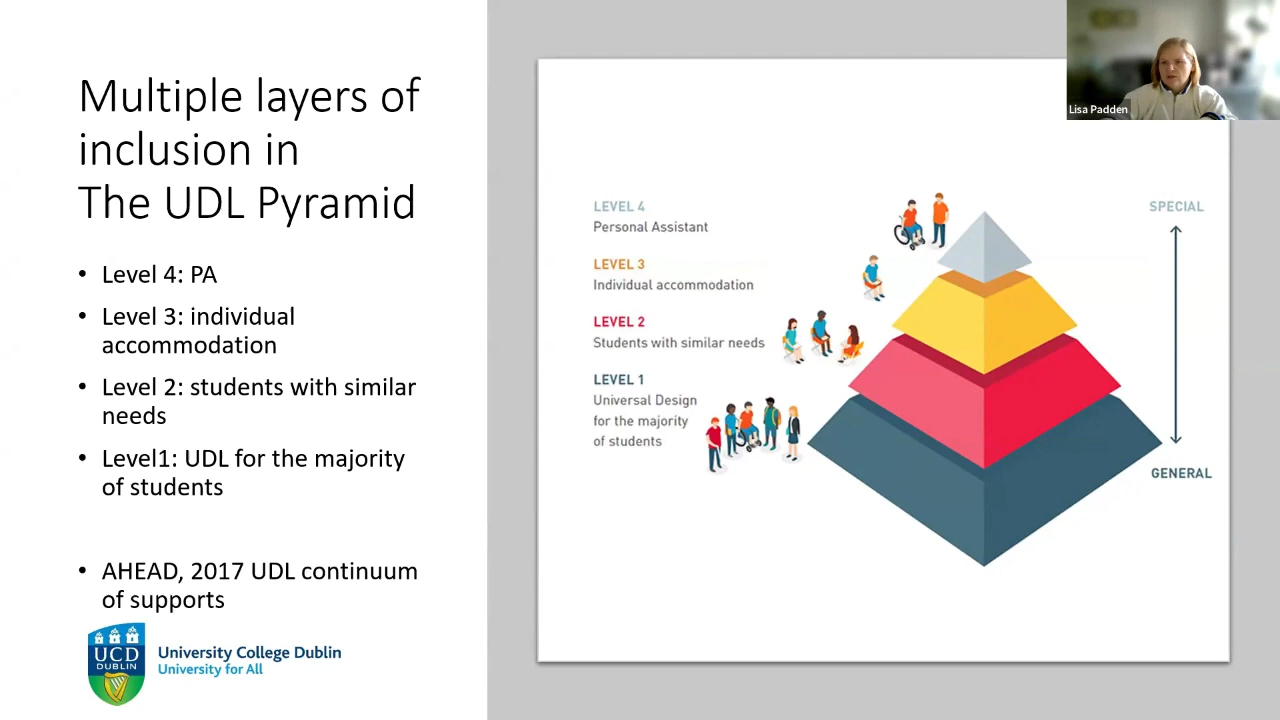 Multiple layers of
inclusion in
The UDL Pyramid
• Level 4: PA
• Level 3: individual
accommodation
• Level 2: students with similar
needs
• Level1: UDL for the majority
of students
• AHEAD, 2017 UDL continuum
of supports
UCD
DUBLIN
University College Dublin
University for All
LEVEL 4
Personal Assistant
LEVEL 3
Individual accommodation
LEVEL 2
Students with similar needs
LEVEL 1
Universal Design
for the majority
of students
SPECIAL
GENERAL
Lisa Padden